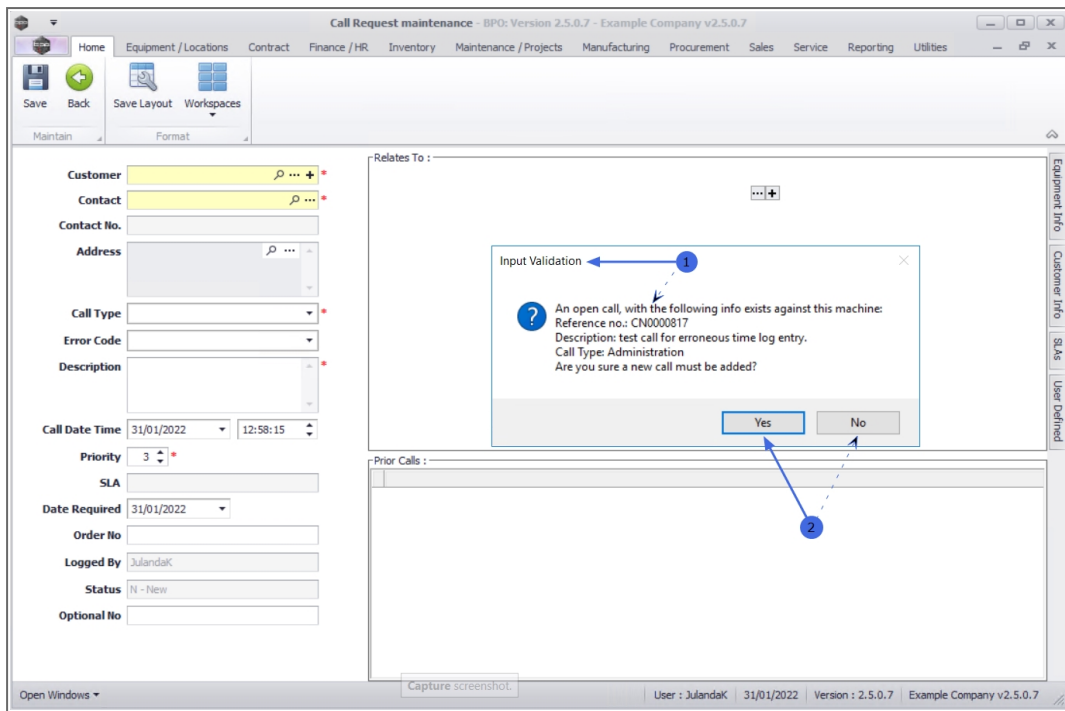 Call Request maintenance - BPO: Version 2.5.0.7 - Example Company v2.5.0.7
Home Equipment / Locations Contract Finance / HR Inventory Maintenance / Projects Manufacturing Procurement Sales Service Reporting Utilities
Save Back Save Layout Workspaces
Maintain Format
Customer *
Contact *
Contact No.
Address
Call Type *
Error Code
Description *
Call Date Time 31/01/2022 12:58:15
Priority 3 *
SLA
Date Required 31/01/2022
Order No
Logged By JulandaK
Status N - New
Optional No
Relates To :
Input Validation 1
An open call, with the following info exists against this machine:
Reference no.: CN0000817
Description: test call for erroneous time log entry.
Call Type: Administration
Are you sure a new call must be added?
Yes No
Prior Calls :
2
Equipment Info
Customer Info
SLAs
User Defined
Capture screenshot.
Open Windows User : JulandaK 31/01/2022 Version : 2.5.0.7 Example Company v2.5.0.7